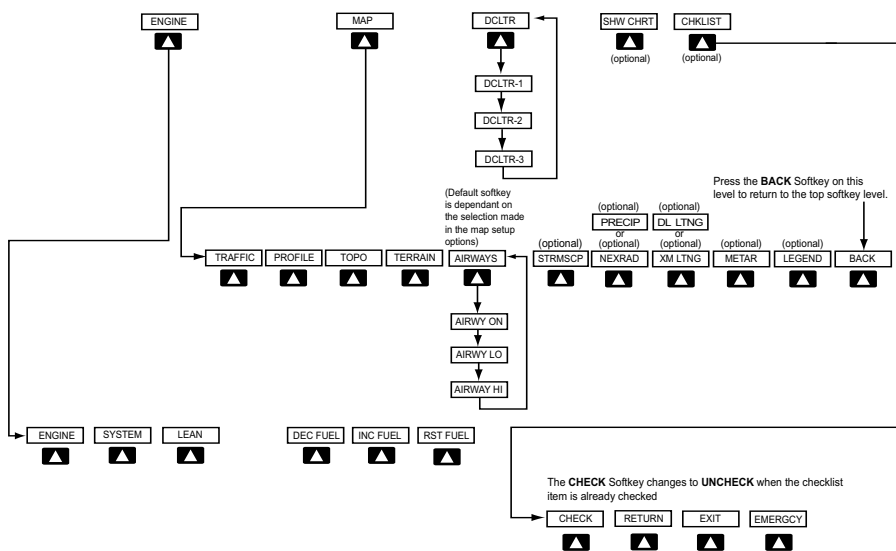 ENGINE
MAP
DCLTR
SHW CHRT
CHKLIST
(optional)
(optional)
DCLTR-1
DCLTR-2
DCLTR-3
(Default softkey
is dependant on
the selection made
in the map setup
options)
Press the BACK Softkey on this
level to return to the top softkey level.
(optional)
PRECIP
or
(optional)
DL LTNG
or
TRAFFIC
PROFILE
TOPO
TERRAIN
AIRWAYS
(optional)
STRMSCP
(optional)
NEXRAD
(optional)
XM LTNG
(optional)
METAR
(optional)
LEGEND
BACK
AIRWY ON
AIRWY LO
AIRWAY HI
ENGINE
SYSTEM
LEAN
DEC FUEL
INC FUEL
RST FUEL
The CHECK Softkey changes to UNCHECK when the checklist
item is already checked
CHECK
RETURN
EXIT
EMERGCY